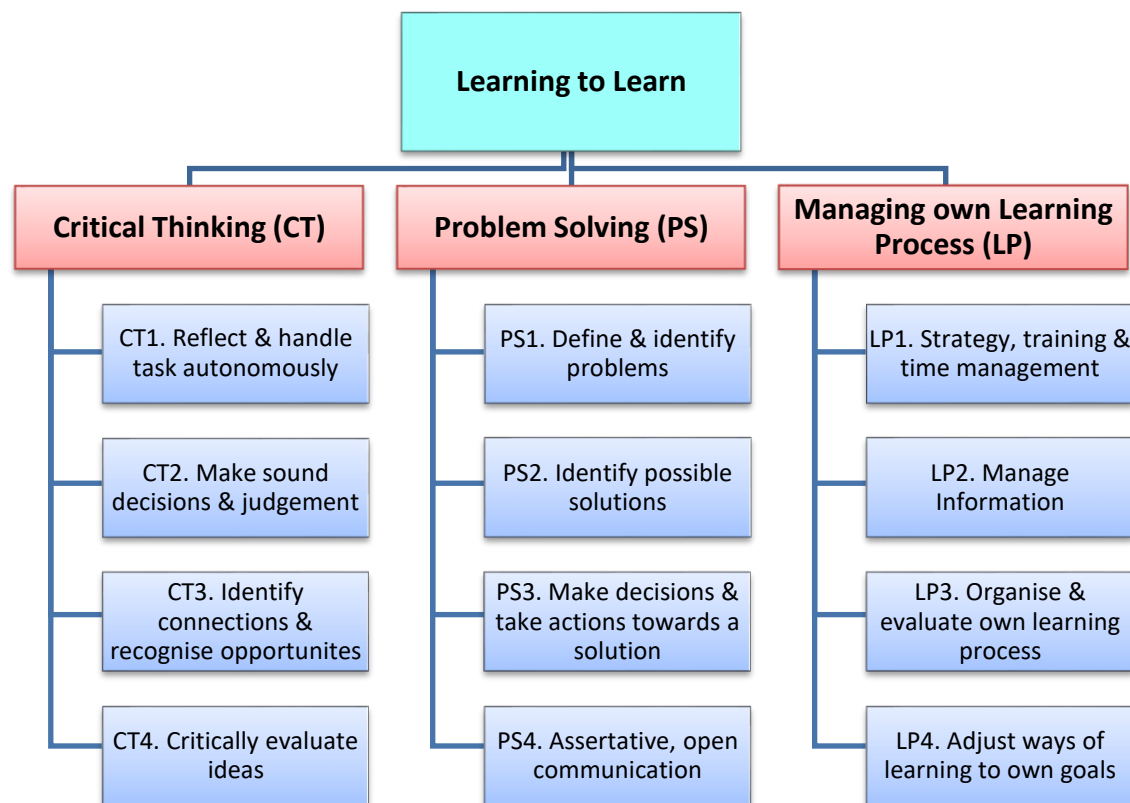 Learning to Learn
Critical Thinking (CT)
CT1. Reflect & handle
task autonomously
CT2. Make sound
decisions & judgement
CT3. Identify
connections &
recognise opportunites
CT4. Critically evaluate
ideas
Problem Solving (PS)
PS1. Define & identify
problems
PS2. Identify possible
solutions
PS3. Make decisions &
take actions towards a
solution
PS4. Assertative, open
communication
Managing own Learning
Process (LP)
LP1. Strategy, training &
time management
LP2. Manage
Information
LP3. Organise &
evaluate own learning
process
LP4. Adjust ways of
learning to own goals